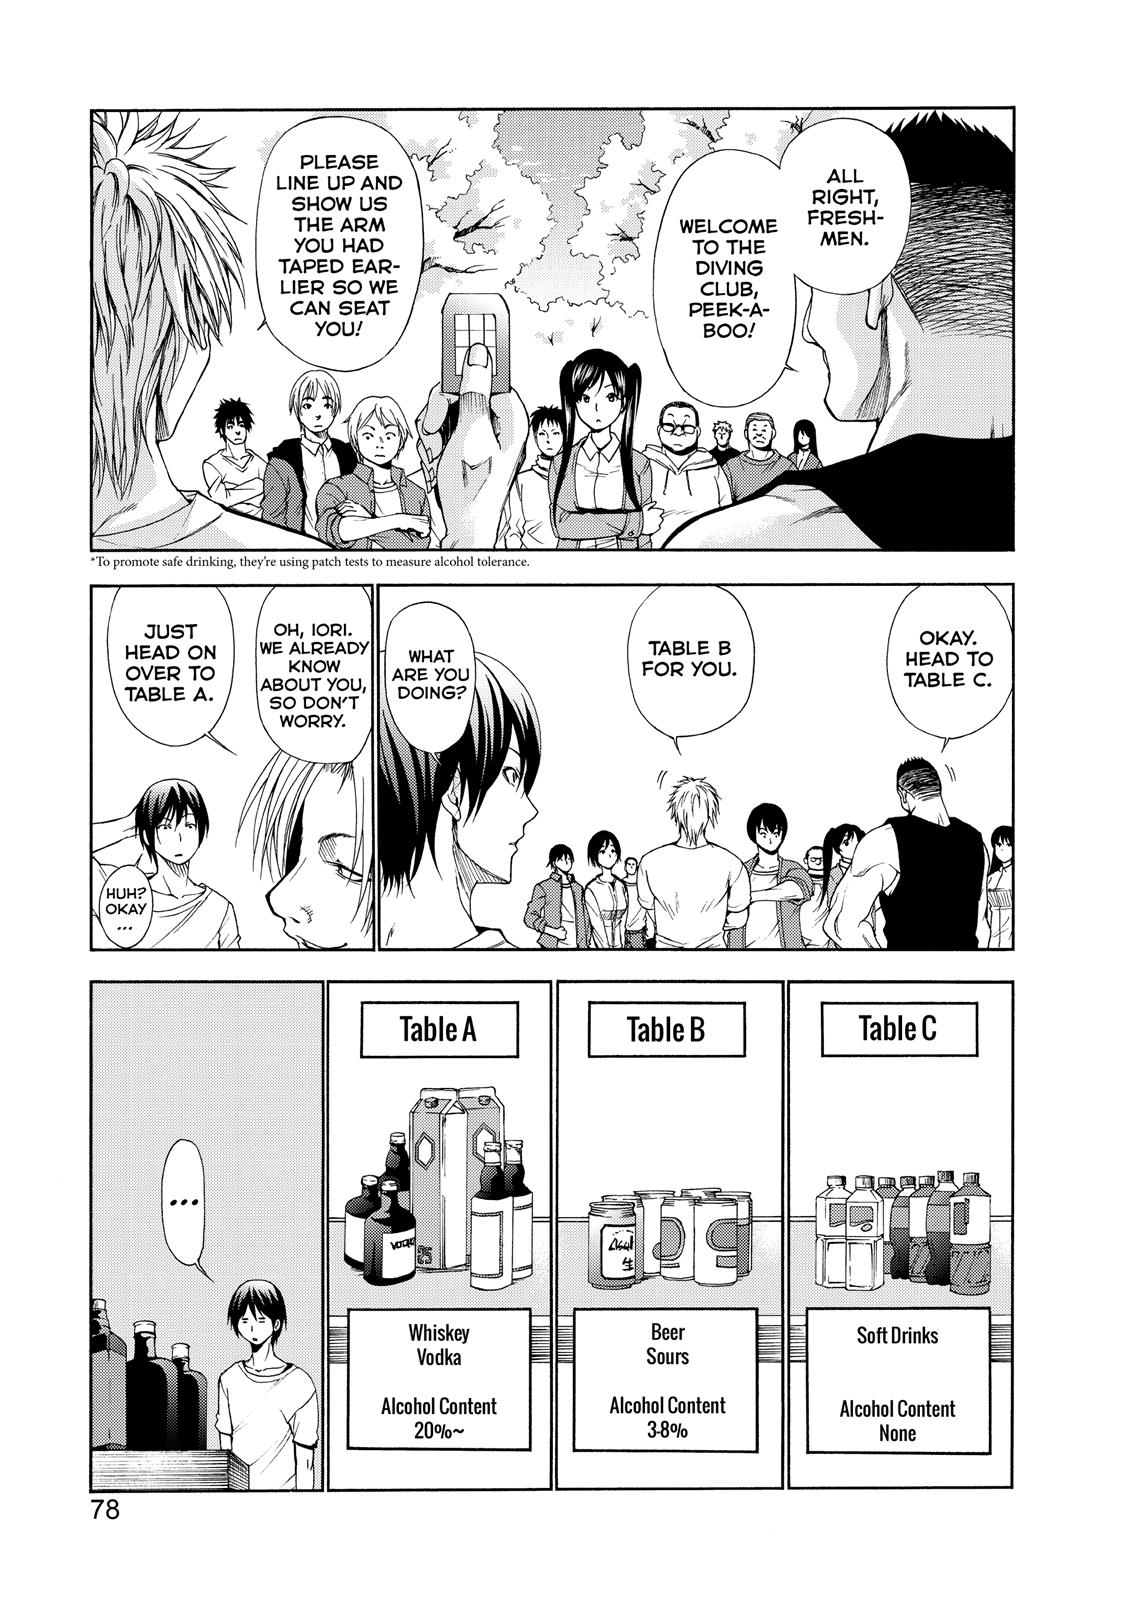 ALL
RIGHT,
FRESH-
MEN.
WELCOME
TO THE
DIVING
CLUB,
PEEK-A-
BOO!
PLEASE
LINE UP AND
SHOW US
THE ARM
YOU HAD
TAPED EAR-
LIER SO WE
CAN SEAT
YOU!
*To promote safe drinking, they're using patch tests to measure alcohol tolerance.
OKAY.
HEAD TO
TABLE C.
TABLE B
FOR YOU.
WHAT
ARE YOU
DOING?
OH, IORI.
WE ALREADY
KNOW
ABOUT YOU,
SO DON'T
WORRY.
JUST
HEAD ON
OVER TO
TABLE A.
HUH?
OKAY
...
Table C
Soft Drinks
Alcohol Content
None
Table B
Asahi
生
Beer
Sours
Alcohol Content
3-8%
Table A
VODKA
25
Whiskey
Vodka
Alcohol Content
20%~
...
78